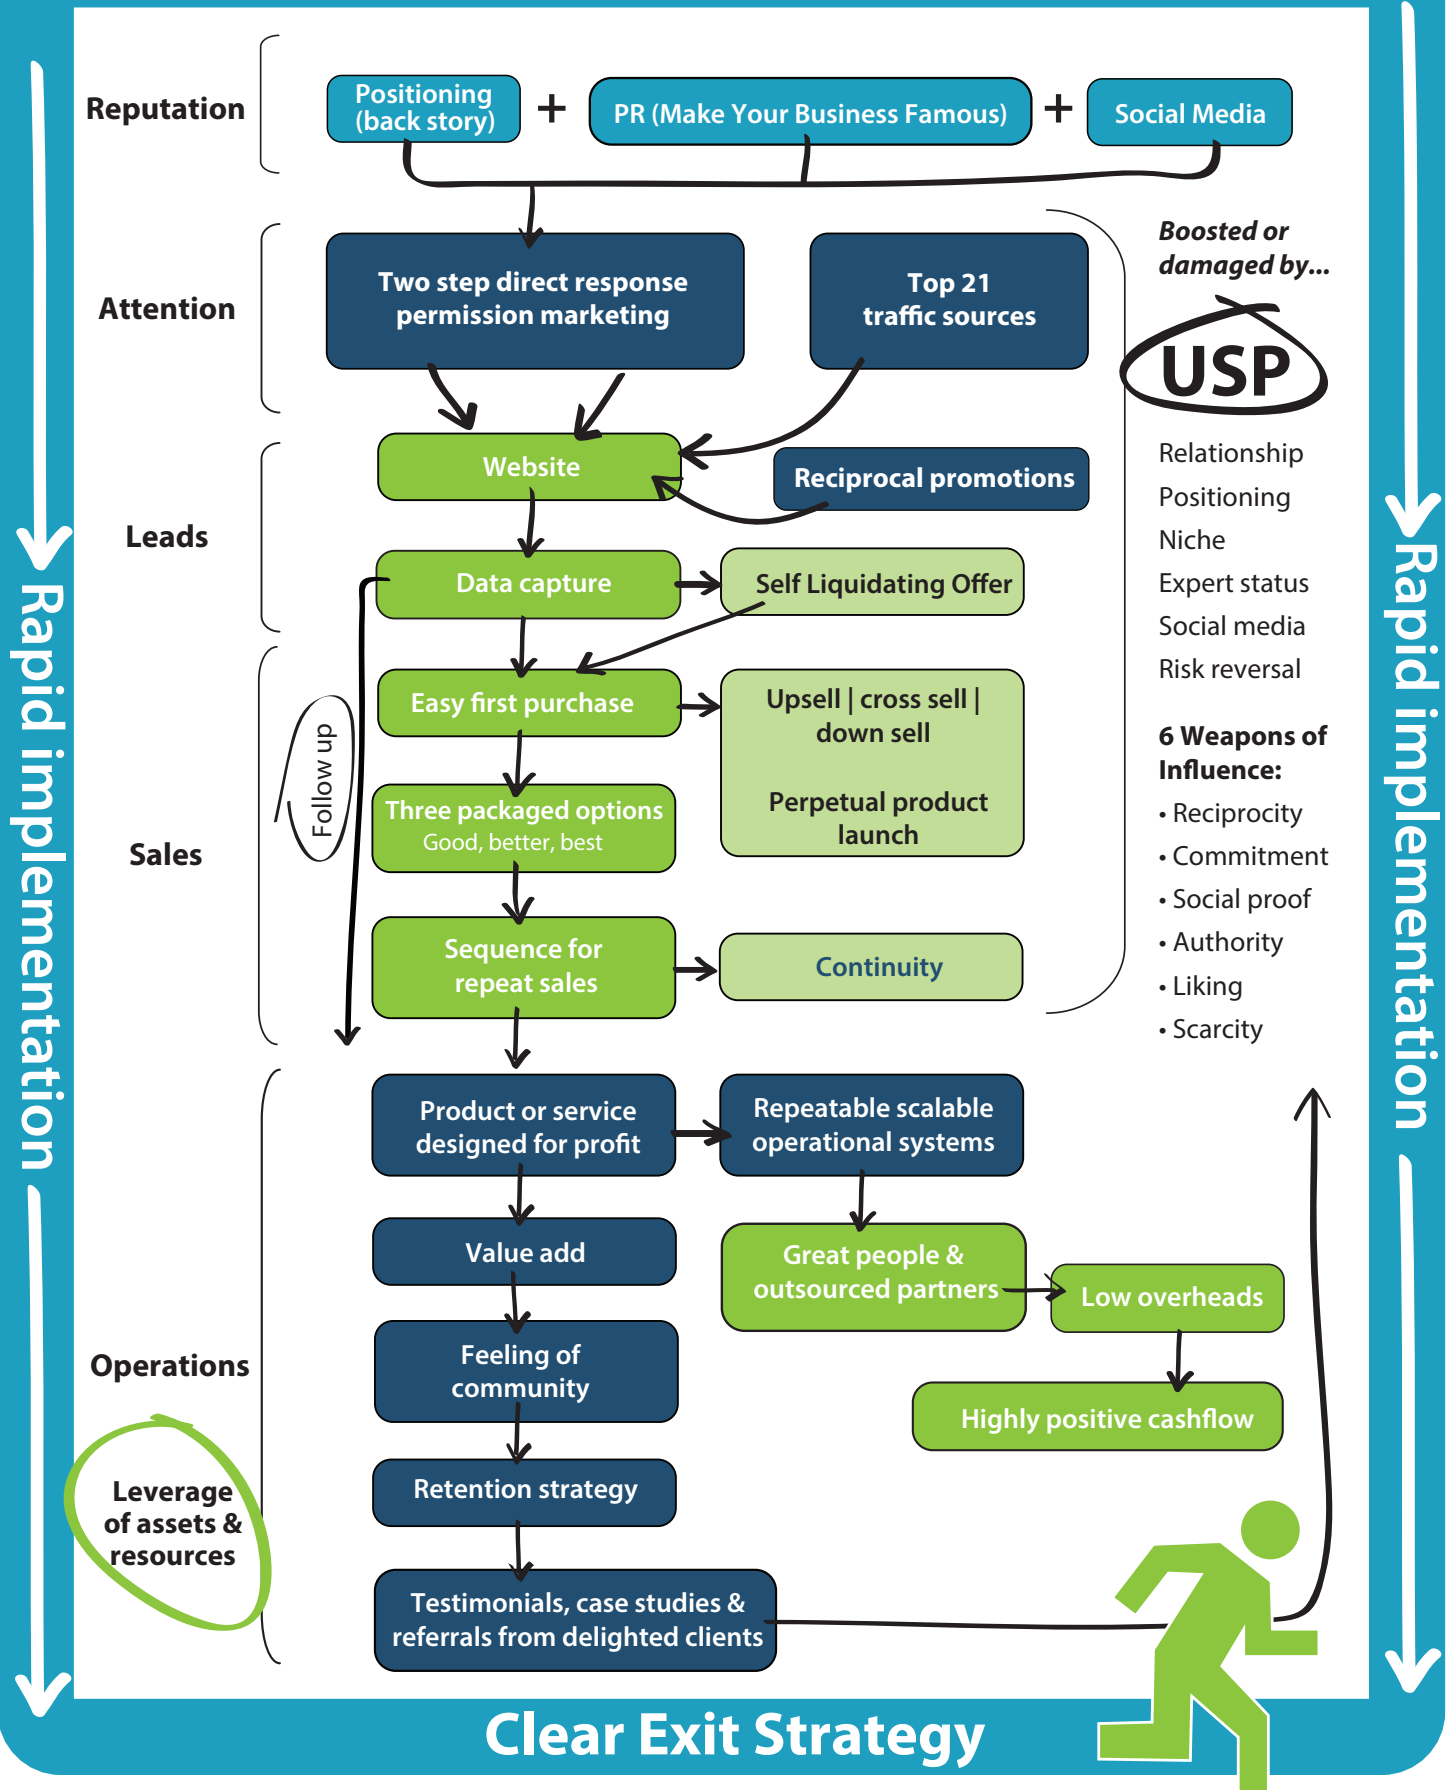 Reputation
Positioning
(back story)
+
PR (Make Your Business Famous)
+
Social Media
Attention
Two step direct response
permission marketing
Top 21
traffic sources
Boosted or
damaged by...
USP
Relationship
Positioning
Niche
Expert status
Social media
Risk reversal
6 Weapons of
Influence:
• Reciprocity
• Commitment
• Social proof
• Authority
• Liking
• Scarcity
Leads
Website
Reciprocal promotions
Data capture
Self Liquidating Offer
Sales
Follow up
Easy first purchase
Upsell | cross sell |
down sell
Perpetual product
launch
Three packaged options
Good, better, best
Sequence for
repeat sales
Continuity
Operations
Leverage
of assets &
resources
Product or service
designed for profit
Repeatable scalable
operational systems
Value add
Great people &
outsourced partners
Low overheads
Feeling of
community
Highly positive cashflow
Retention strategy
Testimonials, case studies &
referrals from delighted clients
Rapid implementation
Rapid implementation
Clear Exit Strategy